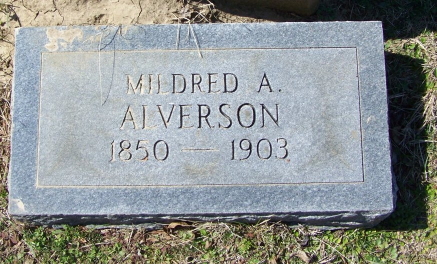 MILDRED A.
ALVERSON
1850 — 1903